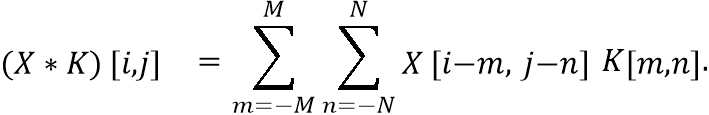 (X ∗ K) [i,j] = ∑_{m=−M}^{M} ∑_{n=−N}^{N} X [i−m, j−n] K[m,n].